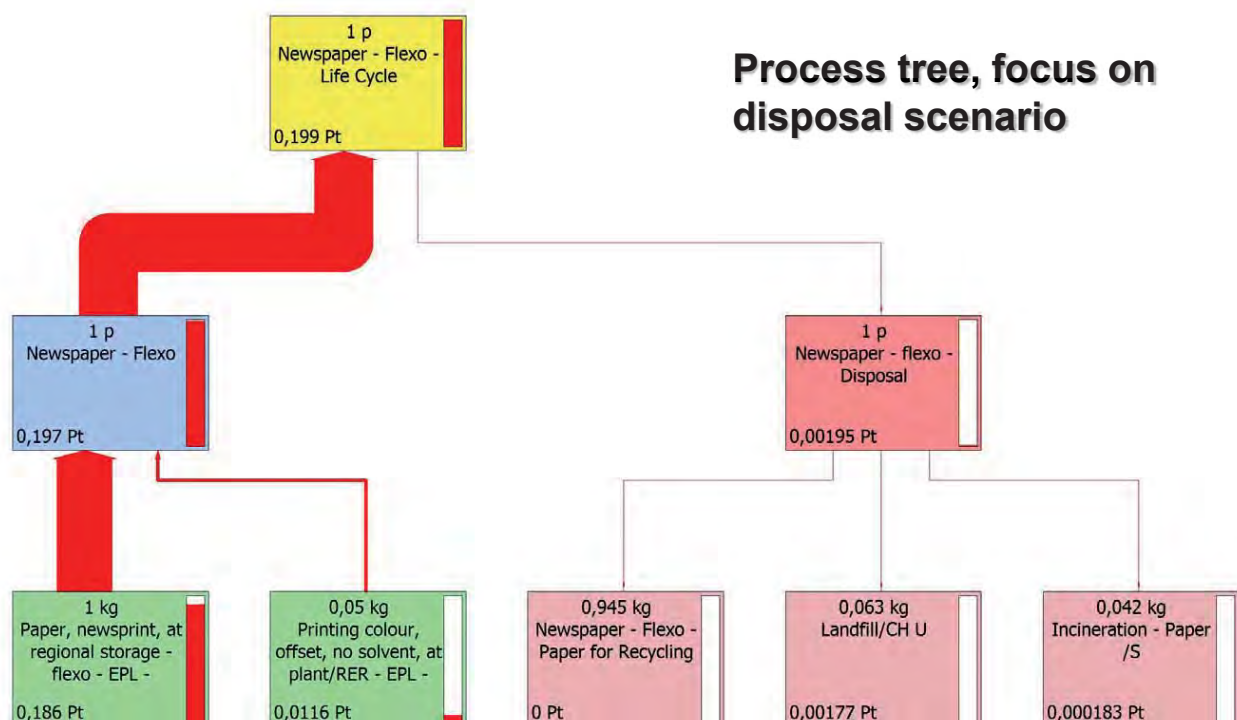 Process tree, focus on
disposal scenario
1 p
Newspaper - Flexo -
Life Cycle
0,199 Pt
1 p
Newspaper - Flexo
0,197 Pt
1 p
Newspaper - flexo -
Disposal
0,00195 Pt
1 kg
Paper, newsprint, at
regional storage -
flexo - EPL -
0,186 Pt
0,05 kg
Printing colour,
offset, no solvent, at
plant/RER - EPL -
0,0116 Pt
0,945 kg
Newspaper - Flexo -
Paper for Recycling
0 Pt
0,063 kg
Landfill/CH U
0,00177 Pt
0,042 kg
Incineration - Paper
/S
0,000183 Pt